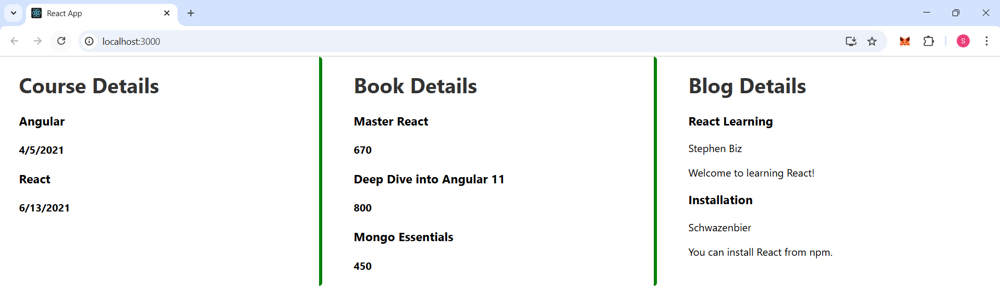 React App
localhost:3000
S
Course Details
Angular
4/5/2021
React
6/13/2021
Book Details
Master React
670
Deep Dive into Angular 11
800
Mongo Essentials
450
Blog Details
React Learning
Stephen Biz
Welcome to learning React!
Installation
Schwazenbier
You can install React from npm.